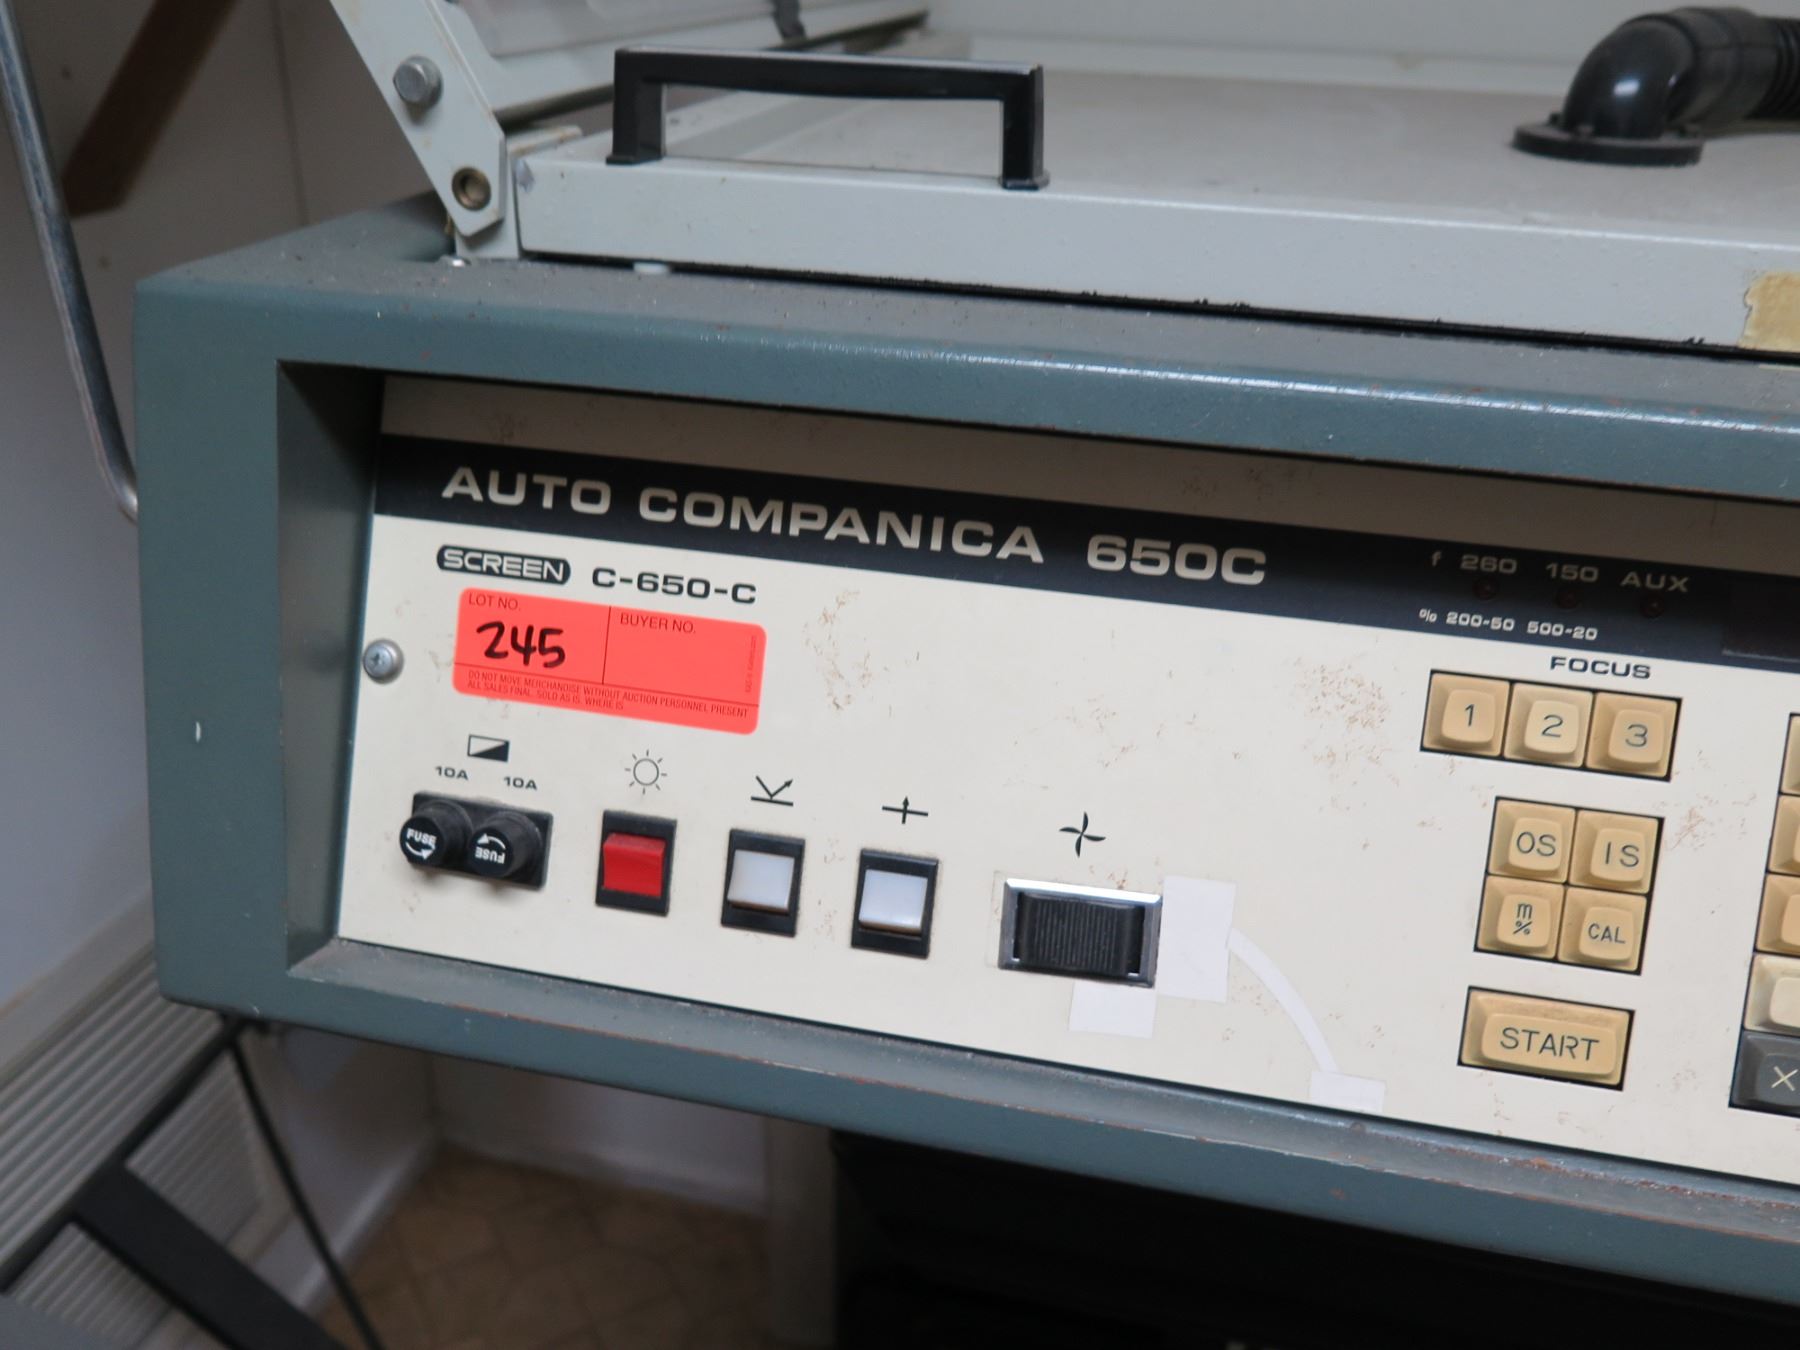 AUTO COMPANICA 650C
SCREEN C-650-C
LOT NO.
245
BUYER NO.
DO NOT MOVE MERCHANDISE WITHOUT AUCTION PERSONNEL PRESENT
ALL SALES FINAL. SOLD AS IS, WHERE IS
f 260 150 AUX
% 200-50 500-20
FOCUS
1 2 3
10A 10A
FUSE FUSE
OS IS
m/% CAL
START
X